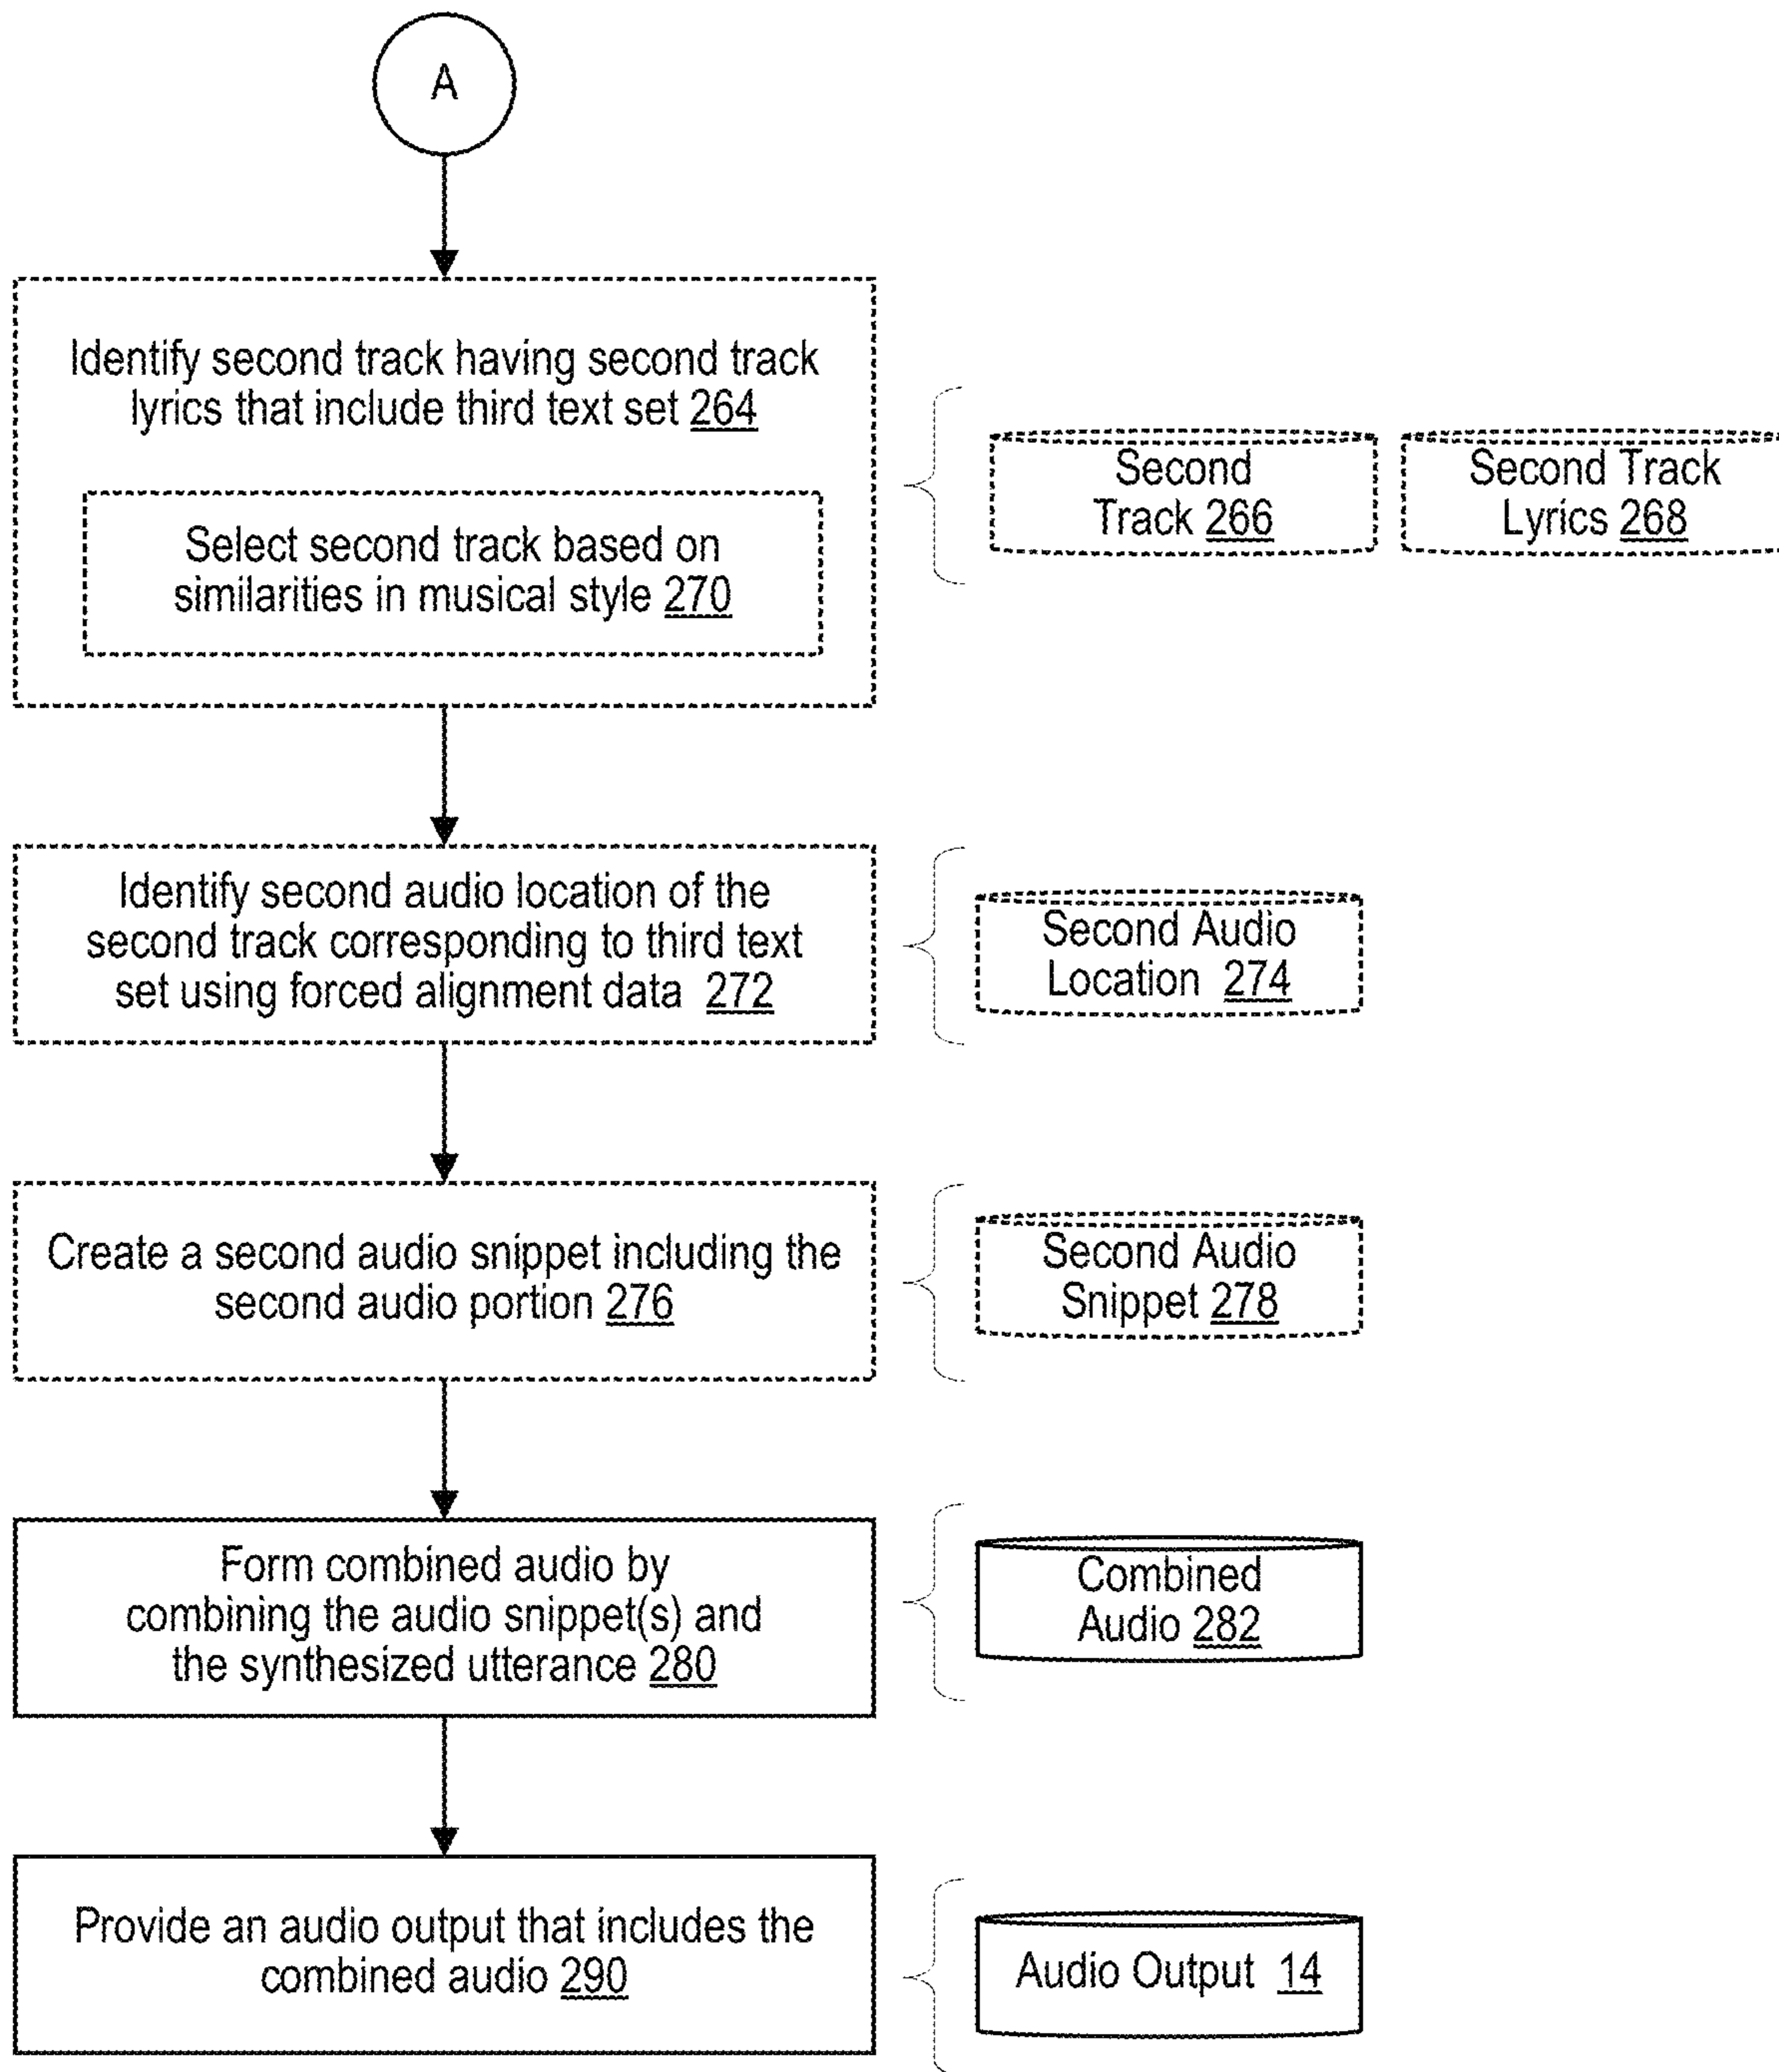 A
Identify second track having second track
lyrics that include third text set 264
Select second track based on
similarities in musical style 270
Second
Track 266
Second Track
Lyrics 268
Identify second audio location of the
second track corresponding to third text
set using forced alignment data 272
Second Audio
Location 274
Create a second audio snippet including the
second audio portion 276
Second Audio
Snippet 278
Form combined audio by
combining the audio snippet(s) and
the synthesized utterance 280
Combined
Audio 282
Provide an audio output that includes the
combined audio 290
Audio Output 14